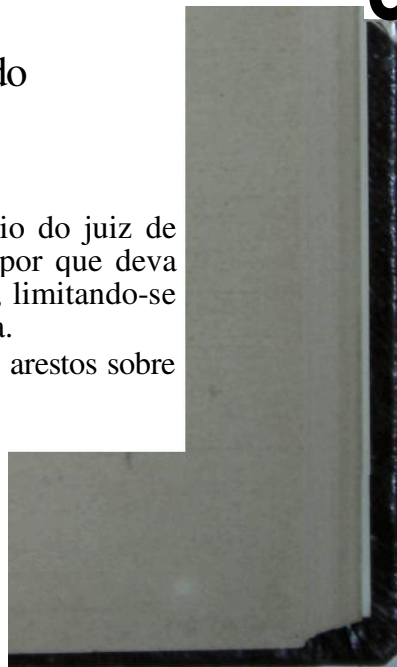 do
io do juiz de
por que deva
, limitando-se
a.
arestos sobre